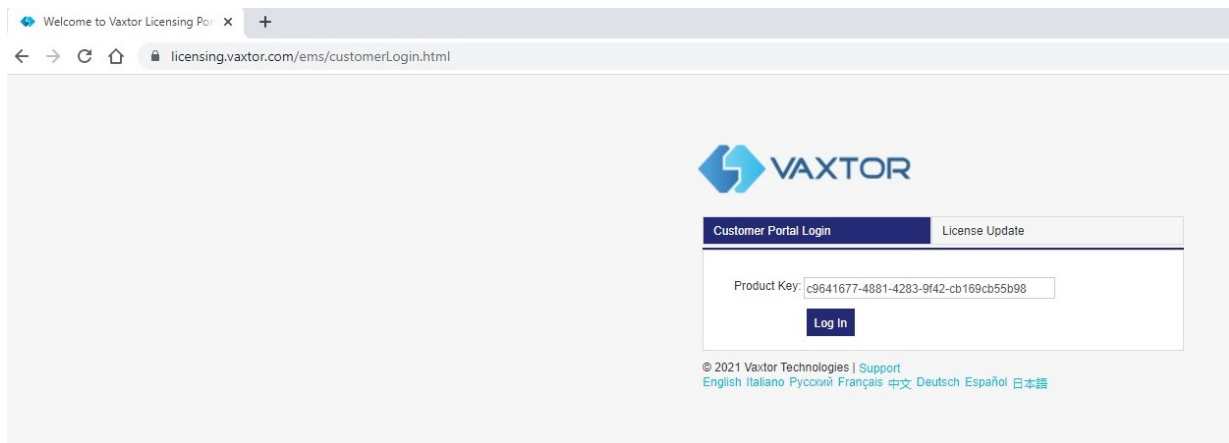 Welcome to Vaxtor Licensing Por
licensing.vaxtor.com/ems/customerLogin.html
VAXTOR
Customer Portal Login License Update
Product Key: c9641677-4881-4283-9f42-cb169cb55b98
Log In
© 2021 Vaxtor Technologies | Support
English Italiano Русский Français 中文 Deutsch Español 日本語